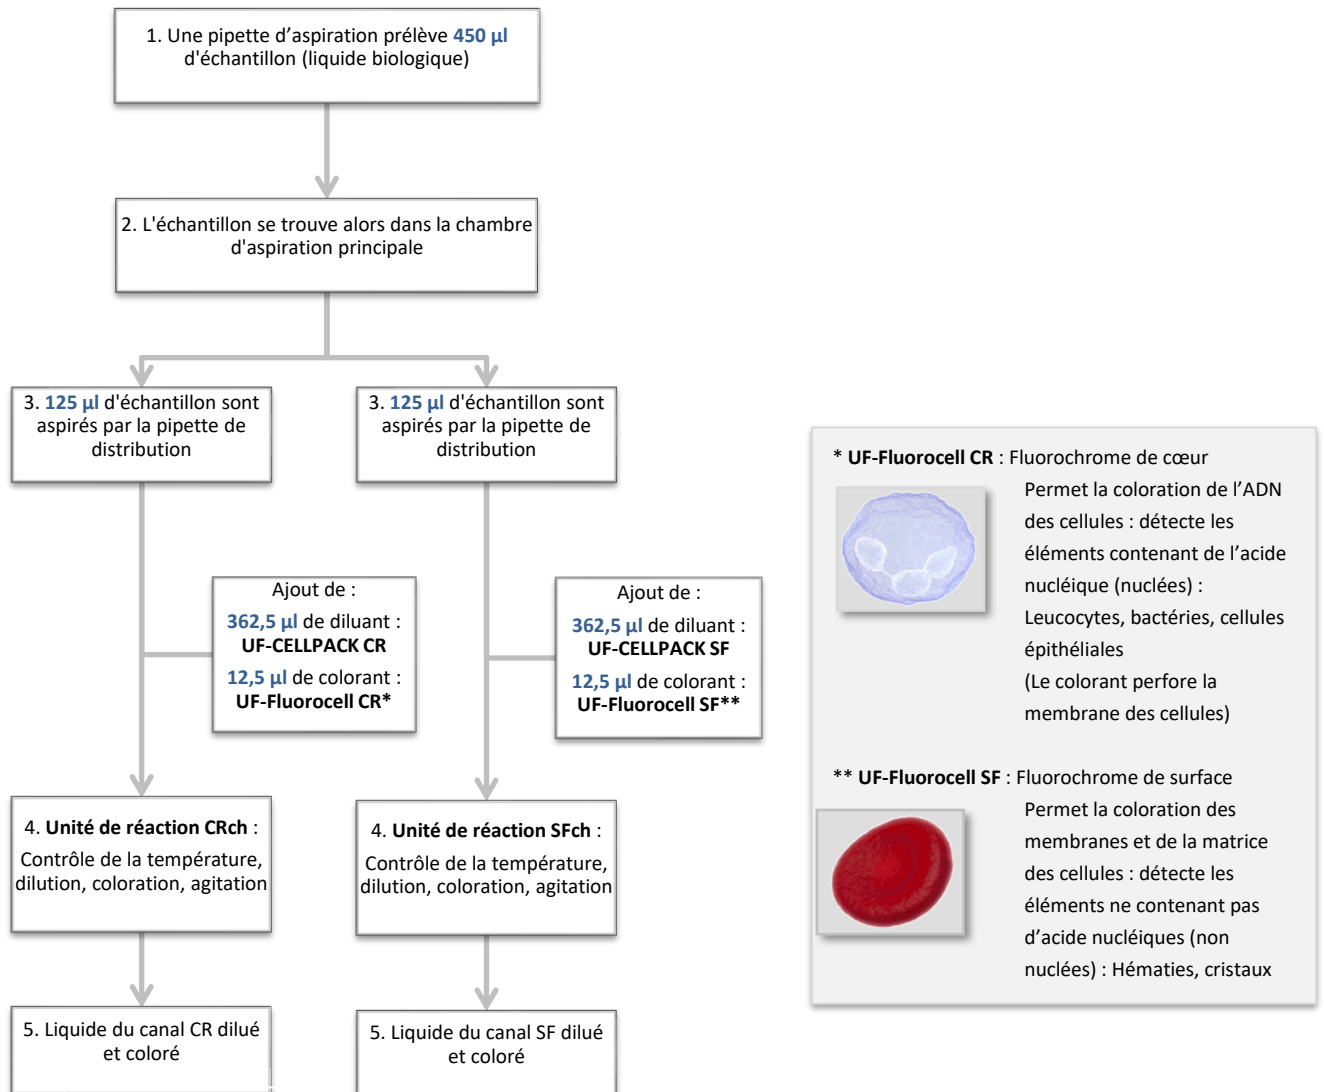 1. Une pipette d’aspiration prélève 450 µl
d'échantillon (liquide biologique)
2. L'échantillon se trouve alors dans la chambre
d'aspiration principale
3. 125 µl d'échantillon sont
aspirés par la pipette de
distribution
3. 125 µl d'échantillon sont
aspirés par la pipette de
distribution
Ajout de :
362,5 µl de diluant :
UF-CELLPACK CR
12,5 µl de colorant :
UF-Fluorocell CR*
Ajout de :
362,5 µl de diluant :
UF-CELLPACK SF
12,5 µl de colorant :
UF-Fluorocell SF**
4. Unité de réaction CRch :
Contrôle de la température,
dilution, coloration, agitation
4. Unité de réaction SFch :
Contrôle de la température,
dilution, coloration, agitation
5. Liquide du canal CR dilué
et coloré
5. Liquide du canal SF dilué
et coloré
* UF-Fluorocell CR : Fluorochrome de cœur
Permet la coloration de l’ADN
des cellules : détecte les
éléments contenant de l’acide
nucléique (nuclées) :
Leucocytes, bactéries, cellules
épithéliales
(Le colorant perfore la
membrane des cellules)
** UF-Fluorocell SF : Fluorochrome de surface
Permet la coloration des
membranes et de la matrice
des cellules : détecte les
éléments ne contenant pas
d’acide nucléiques (non
nuclées) : Hématies, cristaux